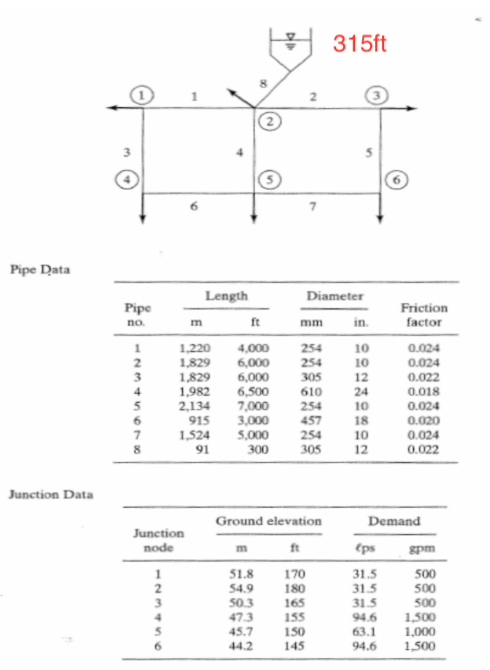 315ft
8
1 1 2 3
2
3 4 5
4 5 6
6 7
Pipe Data
Length Diameter
Pipe Friction
no. m ft mm in. factor
1 1,220 4,000 254 10 0.024
2 1,829 6,000 254 10 0.024
3 1,829 6,000 305 12 0.022
4 1,982 6,500 610 24 0.018
5 2,134 7,000 254 10 0.024
6 915 3,000 457 18 0.020
7 1,524 5,000 254 10 0.024
8 91 300 305 12 0.022
Junction Data
Ground elevation Demand
Junction
node m ft ℓps gpm
1 51.8 170 31.5 500
2 54.9 180 31.5 500
3 50.3 165 31.5 500
4 47.3 155 94.6 1,500
5 45.7 150 63.1 1,000
6 44.2 145 94.6 1,500